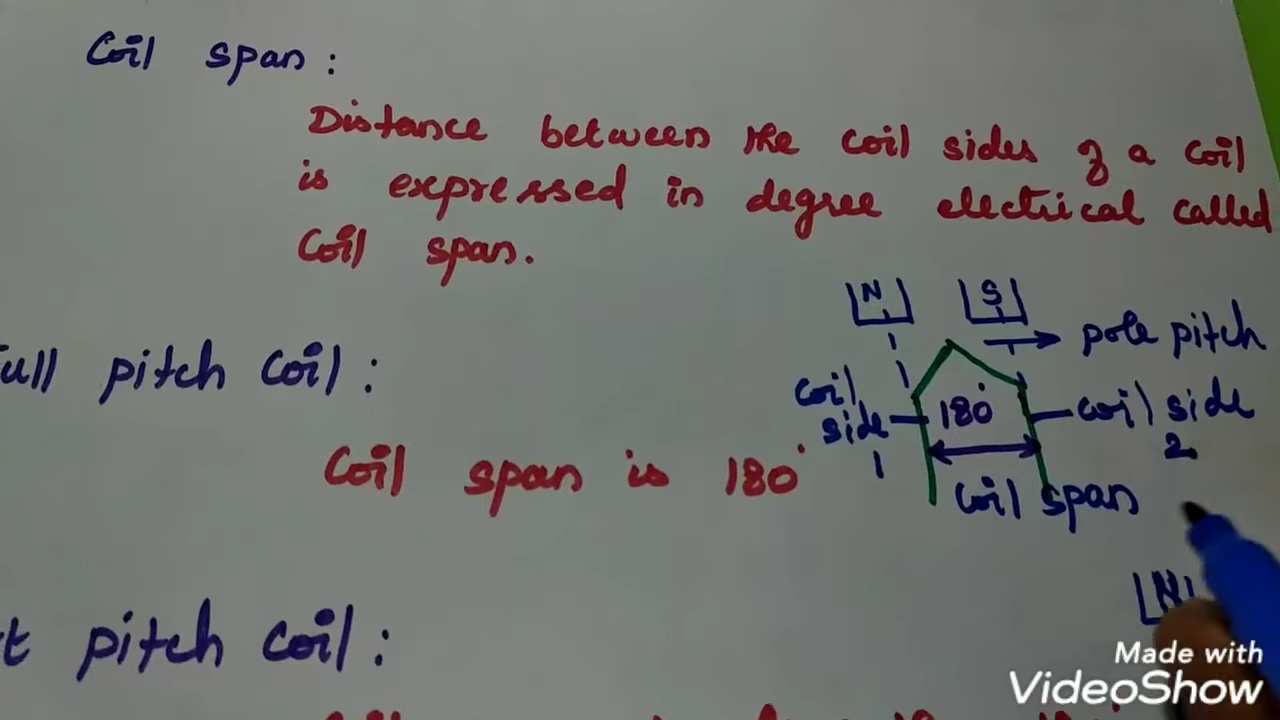 Coil span :
Distance between the coil sides of a coil
is expressed in degree electrical called
Coil span.
N S
pole pitch
full pitch coil :
coil side 1
180°
coil side 2
Coil span is 180°
coil span
N
pitch coil :
Made with
VideoShow